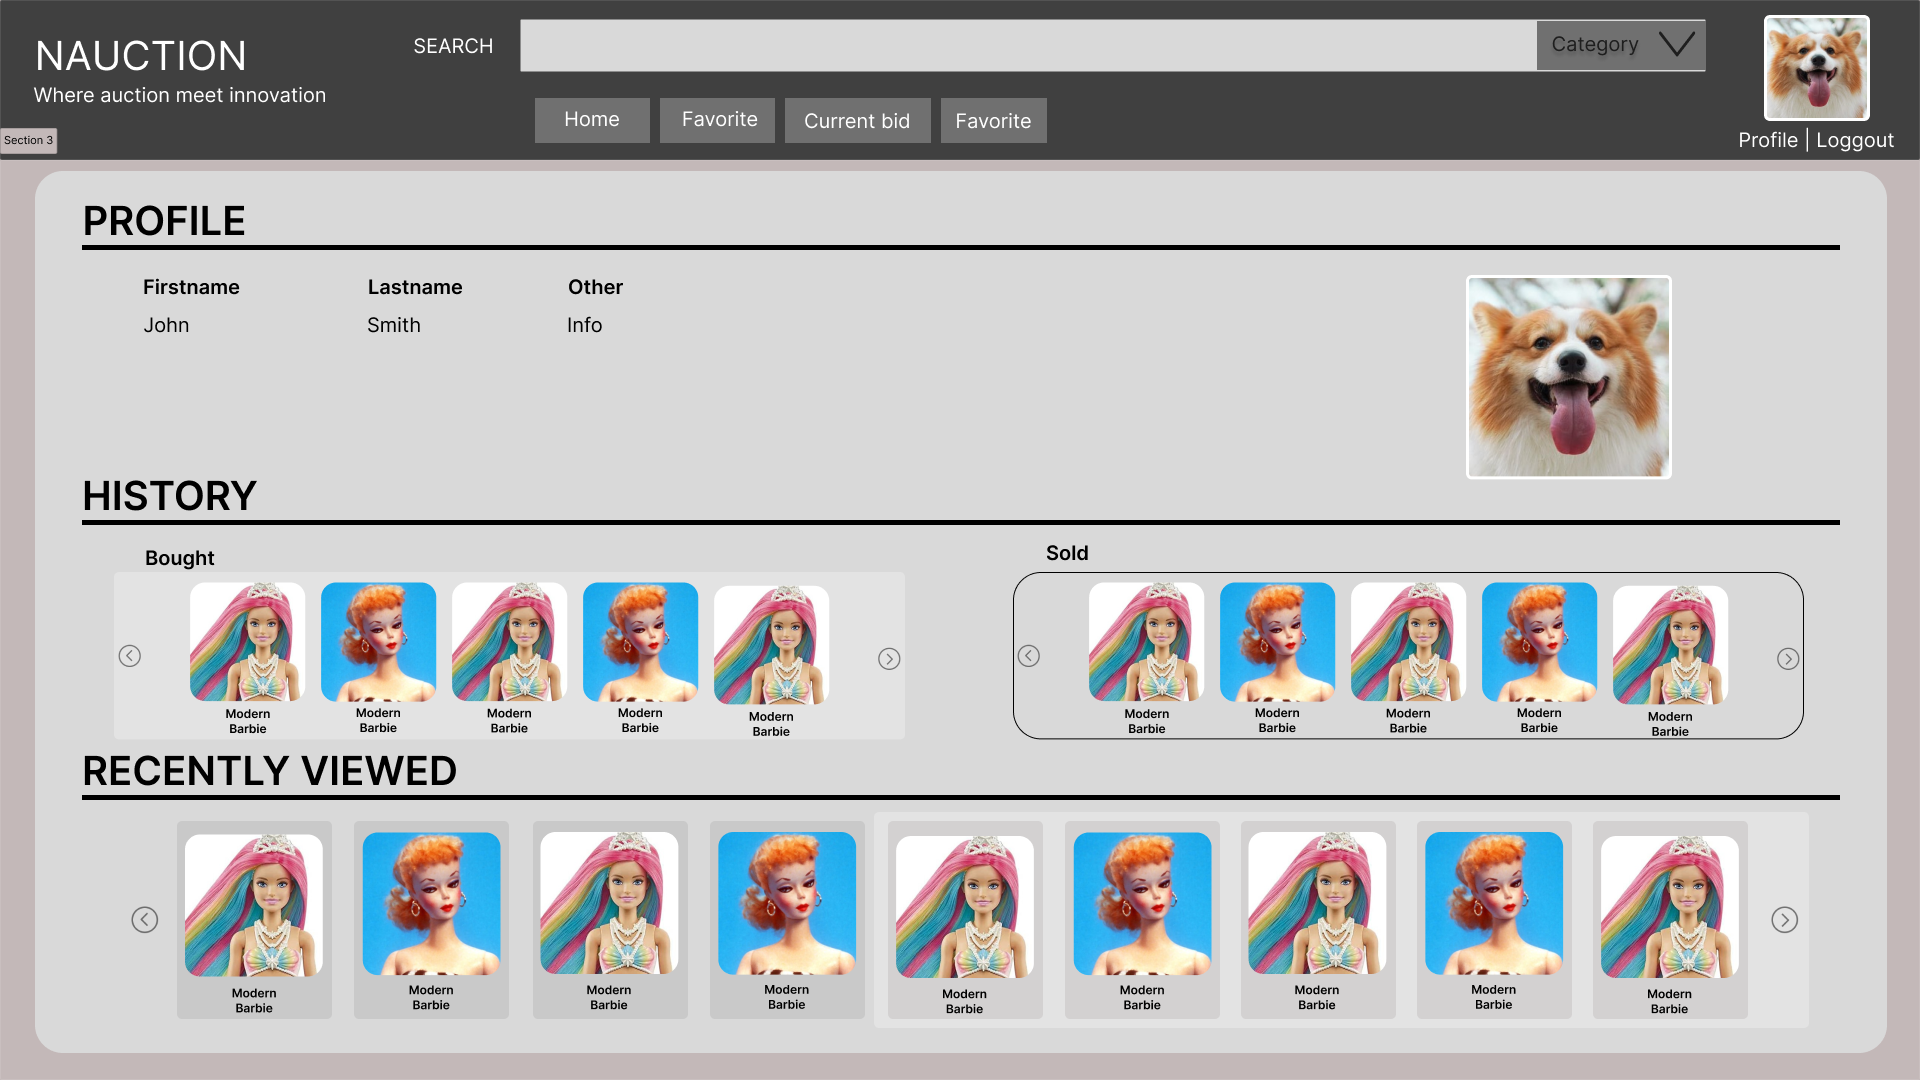 NAUCTION
Where auction meet innovation
Section 3
SEARCH
Category
Home
Favorite
Current bid
Favorite
Profile | Loggout
PROFILE
Firstname
Lastname
Other
John
Smith
Info
HISTORY
Bought
Modern
Barbie
Modern
Barbie
Modern
Barbie
Modern
Barbie
Modern
Barbie
Sold
Modern
Barbie
Modern
Barbie
Modern
Barbie
Modern
Barbie
Modern
Barbie
RECENTLY VIEWED
Modern
Barbie
Modern
Barbie
Modern
Barbie
Modern
Barbie
Modern
Barbie
Modern
Barbie
Modern
Barbie
Modern
Barbie
Modern
Barbie